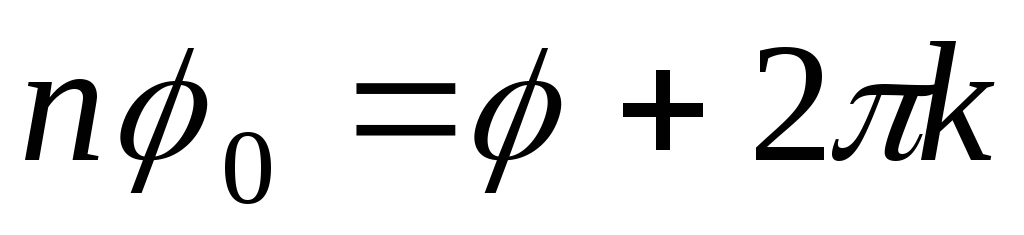 nϕ₀ = ϕ + 2πk